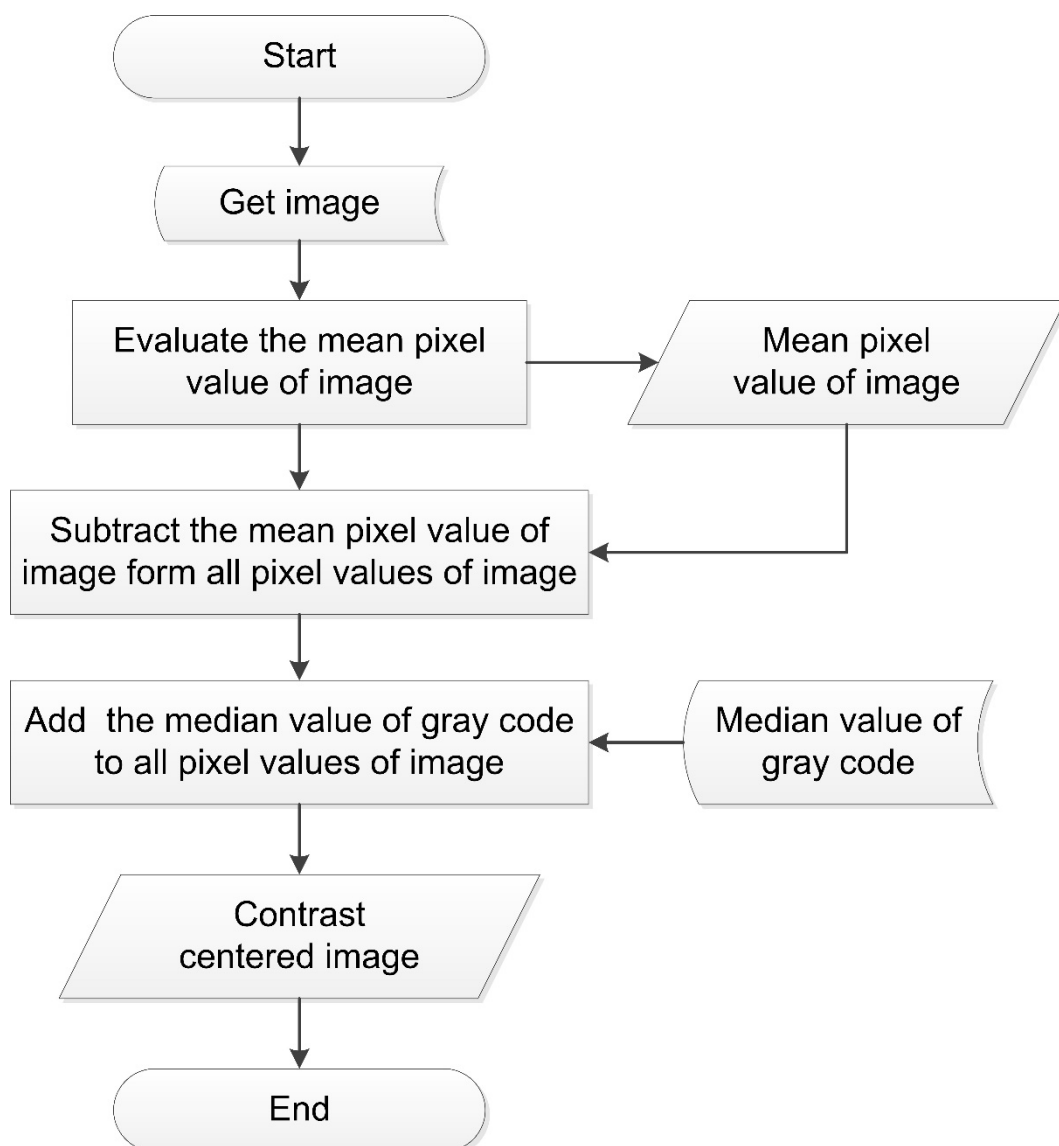 Start
Get image
Evaluate the mean pixel
value of image
Mean pixel
value of image
Subtract the mean pixel value of
image form all pixel values of image
Add the median value of gray code
to all pixel values of image
Median value of
gray code
Contrast
centered image
End